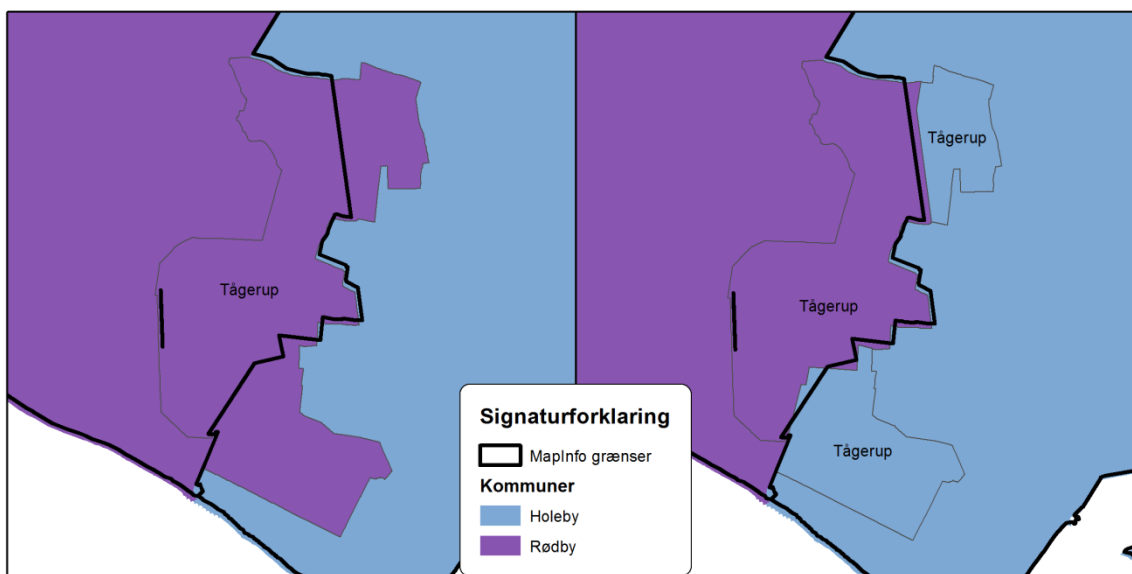 Tågerup
Tågerup
Tågerup
Tågerup
Signaturforklaring
MapInfo grænser
Kommuner
Holeby
Rødby